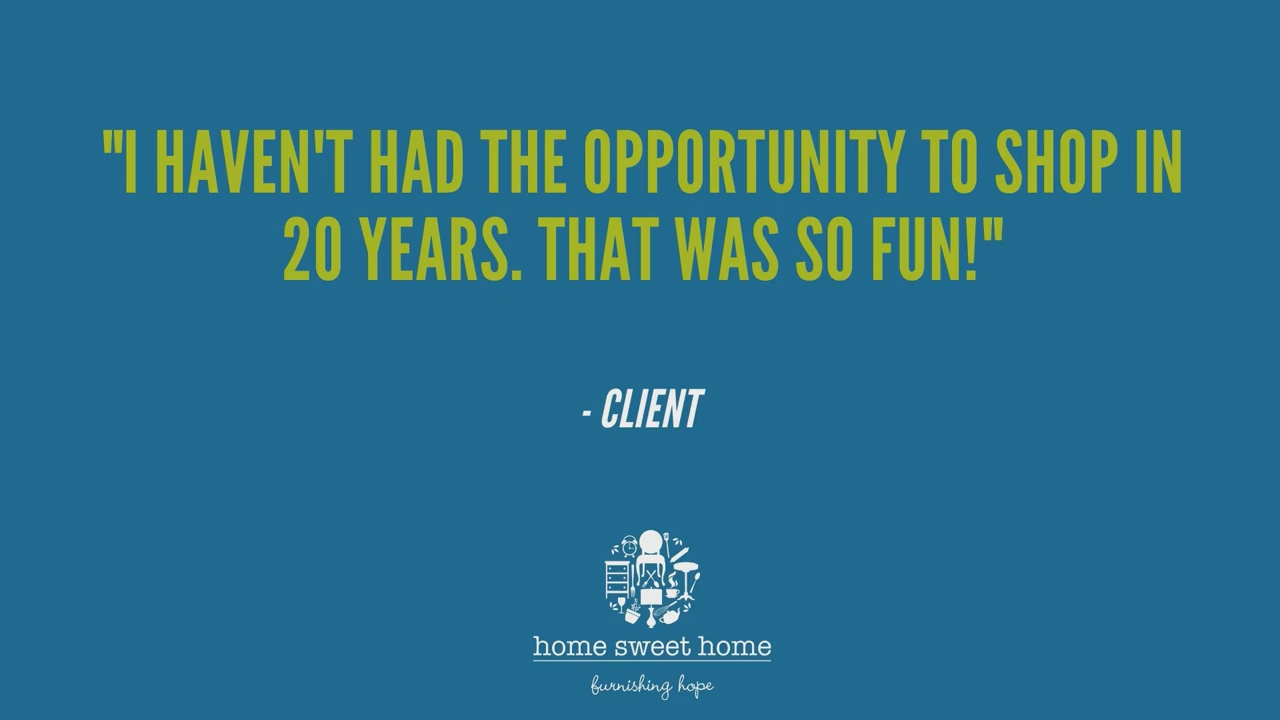 "I HAVEN'T HAD THE OPPORTUNITY TO SHOP IN
20 YEARS. THAT WAS SO FUN!"
- CLIENT
home sweet home
furnishing hope